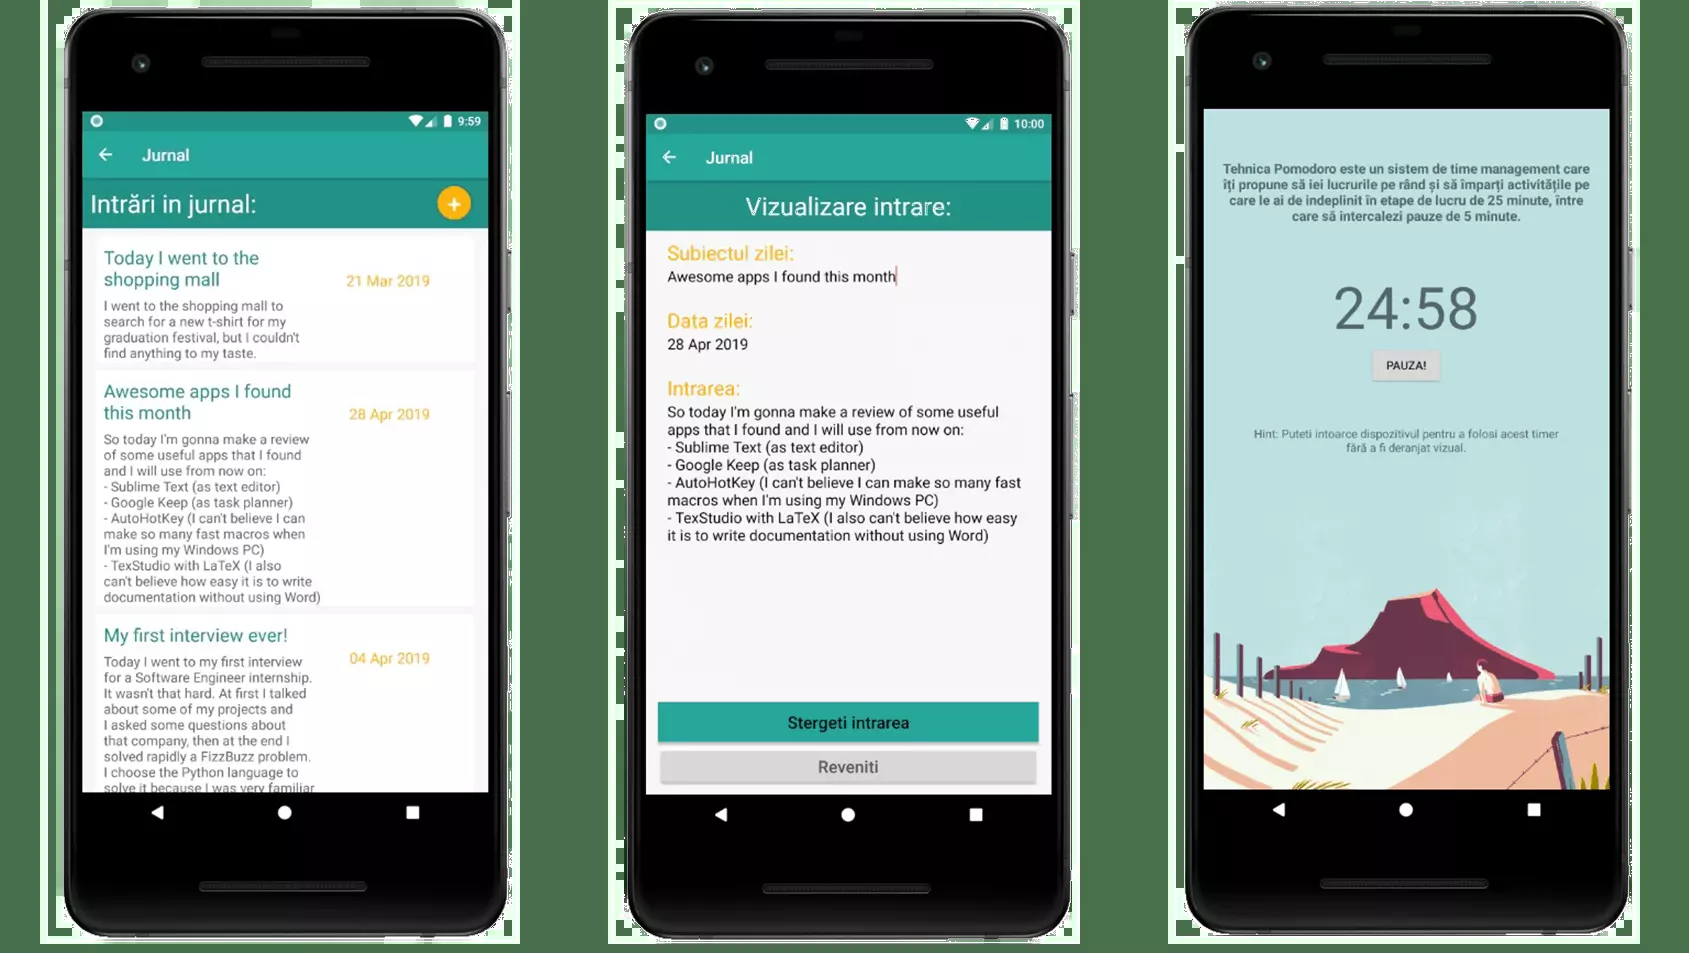 9:59
Jurnal
Intrări in jurnal:
+
Today I went to the
shopping mall
21 Mar 2019
I went to the shopping mall to
search for a new t-shirt for my
graduation festival, but I couldn't
find anything to my taste.
Awesome apps I found
this month
28 Apr 2019
So today I'm gonna make a review
of some useful apps that I found
and I will use from now on:
- Sublime Text (as text editor)
- Google Keep (as task planner)
- AutoHotKey (I can't believe I can
make so many fast macros when
I'm using my Windows PC)
- TexStudio with LaTeX (I also
can't believe how easy it is to write
documentation without using Word)
My first interview ever!
04 Apr 2019
Today I went to my first interview
for a Software Engineer internship.
It wasn't that hard. At first I talked
about some of my projects and
I asked some questions about
that company, then at the end I
solved rapidly a FizzBuzz problem.
I choose the Python language to
solve it because I was very familiar
10:00
Jurnal
Vizualizare intrare:
Subiectul zilei:
Awesome apps I found this month
Data zilei:
28 Apr 2019
Intrarea:
So today I'm gonna make a review of some useful
apps that I found and I will use from now on:
- Sublime Text (as text editor)
- Google Keep (as task planner)
- AutoHotKey (I can't believe I can make so many fast
macros when I'm using my Windows PC)
- TexStudio with LaTeX (I also can't believe how easy
it is to write documentation without using Word)
Stergeti intrarea
Reveniti
Tehnica Pomodoro este un sistem de time management care
îți propune să iei lucrurile pe rând și să împarți activitățile pe
care le ai de indeplinit în etape de lucru de 25 minute, între
care să intercalezi pauze de 5 minute.
24:58
PAUZA!
Hint: Puteti intoarce dispozitivul pentru a folosi acest timer
fără a fi deranjat vizual.